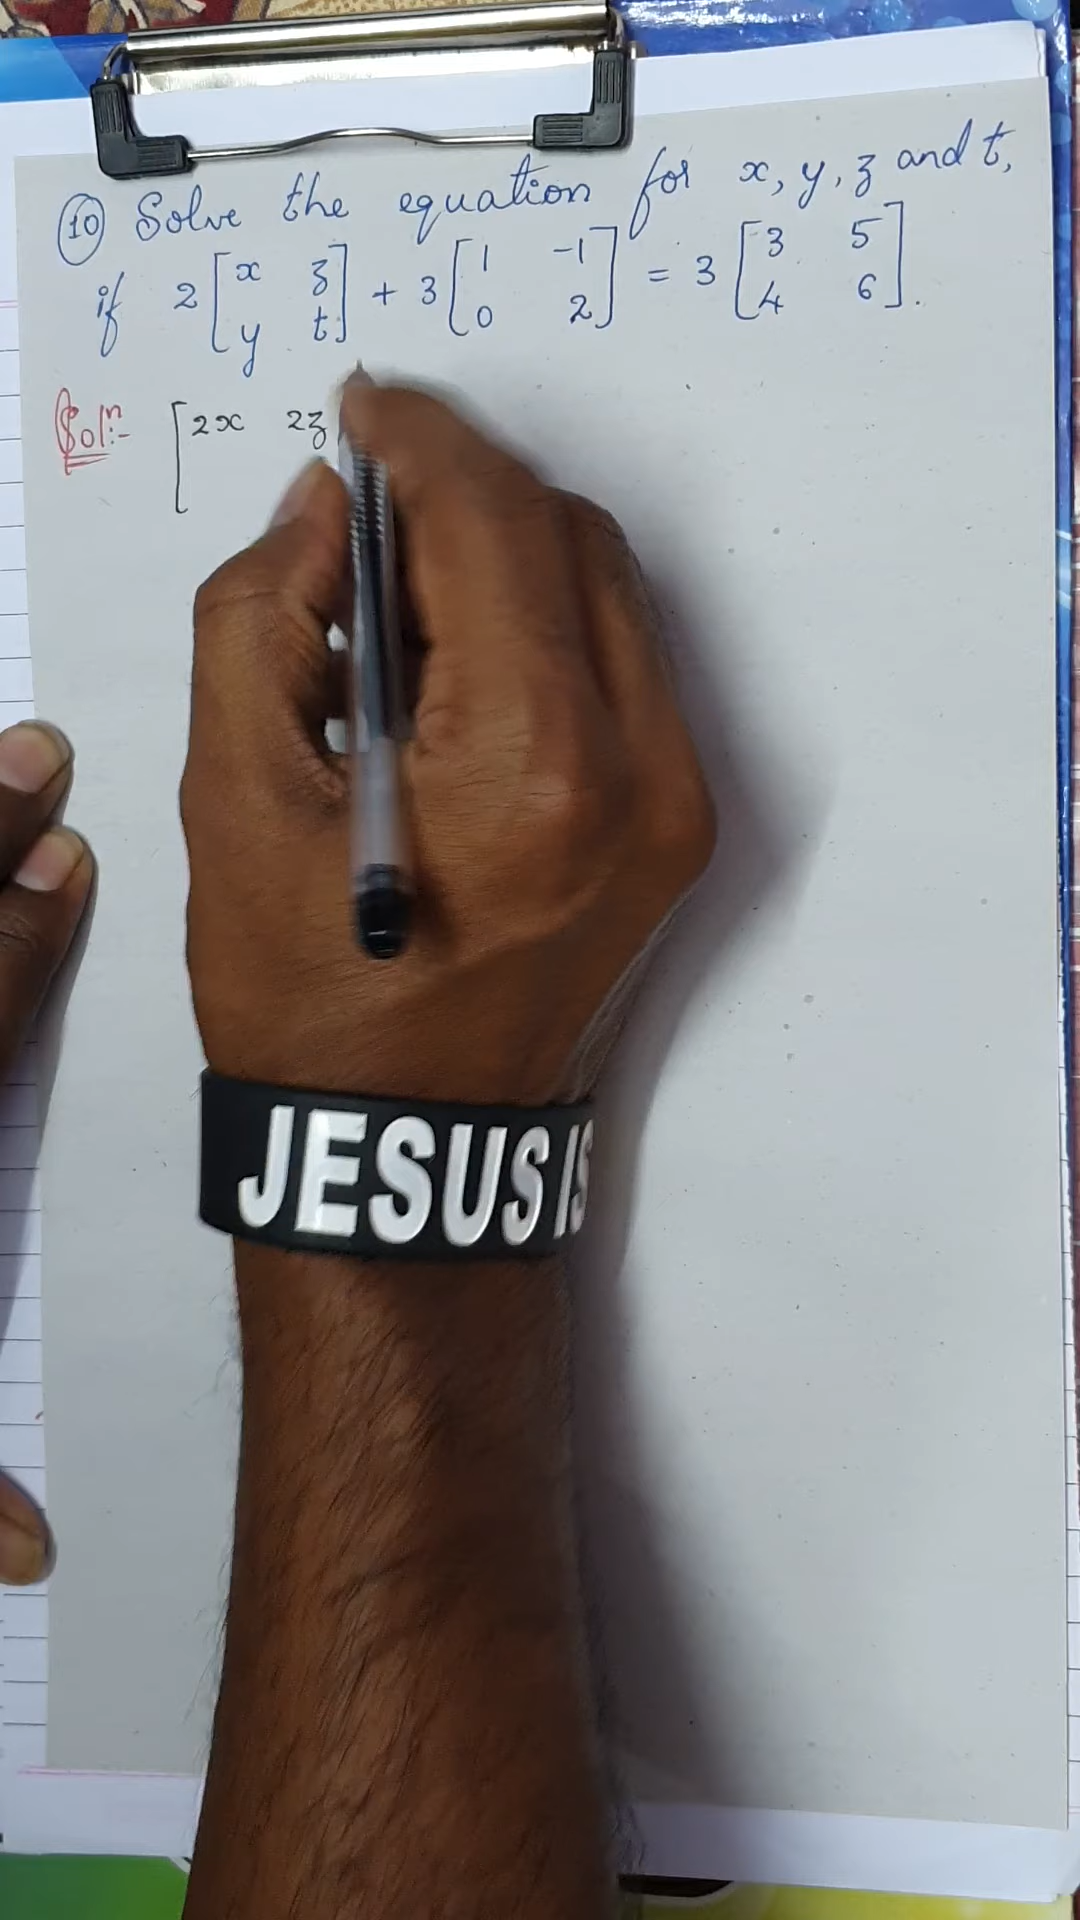 10 Solve the equation for x, y, z and t,
if 2 [x z; y t] + 3 [1 -1; 0 2] = 3 [3 5; 4 6].
Solⁿ:- [2x 2z
JESUS IS